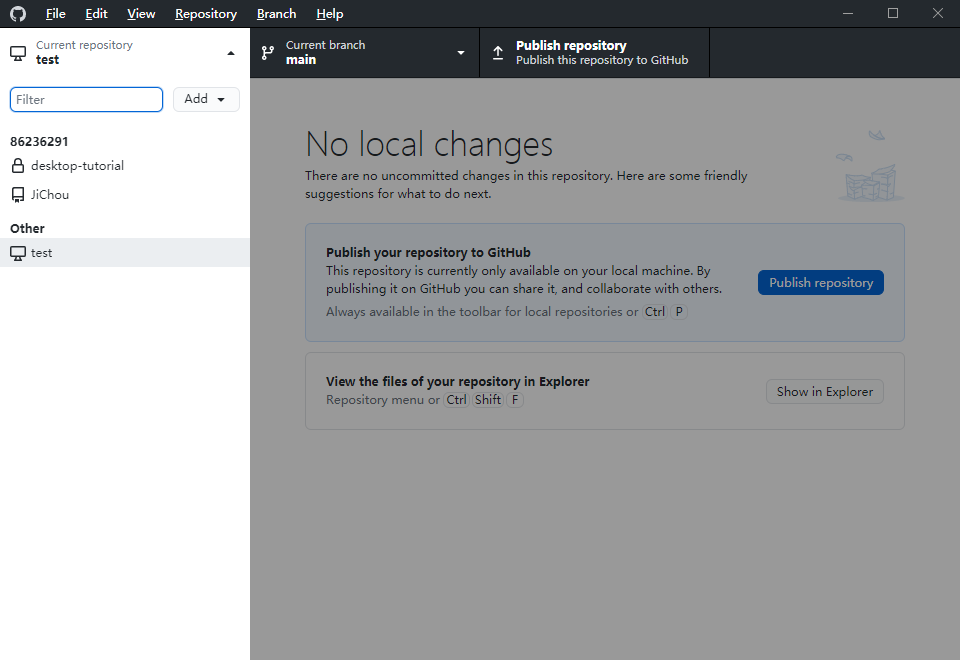 File Edit View Repository Branch Help
Current repository
test
Current branch
main
Publish repository
Publish this repository to GitHub
Filter
Add
86236291
desktop-tutorial
JiChou
Other
test
No local changes
There are no uncommitted changes in this repository. Here are some friendly
suggestions for what to do next.
Publish your repository to GitHub
This repository is currently only available on your local machine. By
publishing it on GitHub you can share it, and collaborate with others.
Always available in the toolbar for local repositories or Ctrl P
Publish repository
View the files of your repository in Explorer
Repository menu or Ctrl Shift F
Show in Explorer